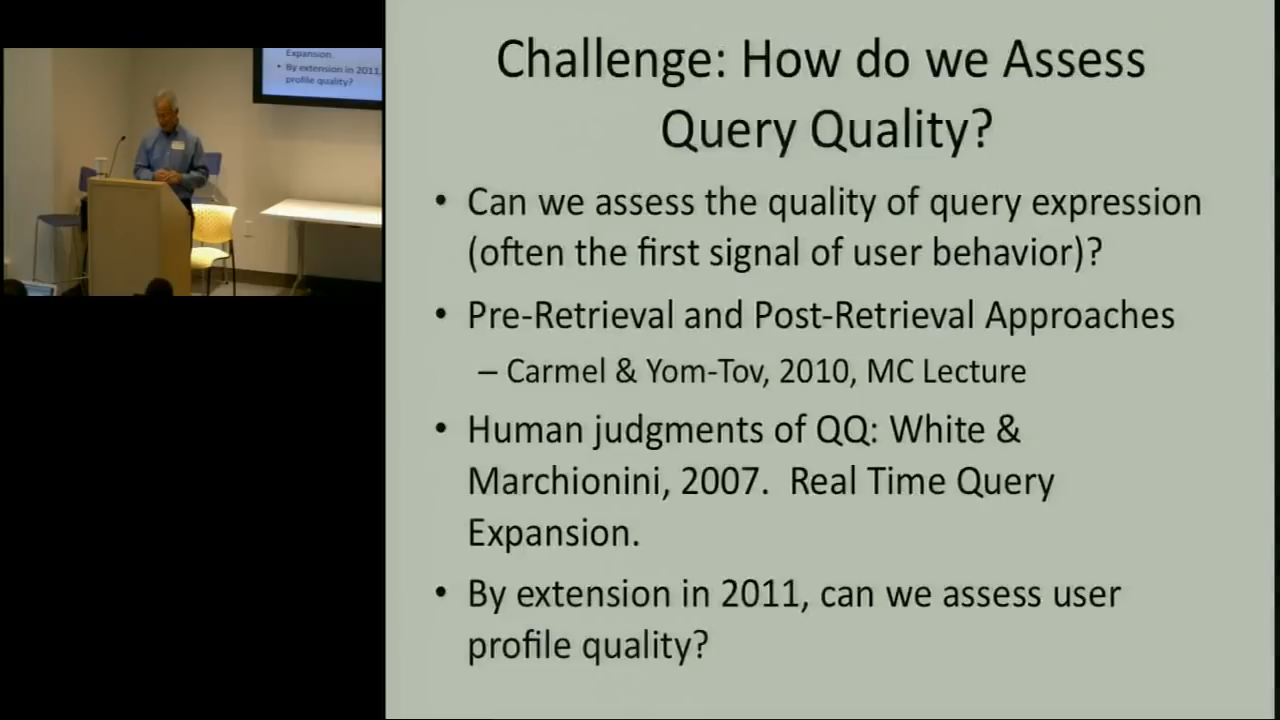 Expansion.
• By extension in 2011,
profile quality?
Challenge: How do we Assess
Query Quality?
• Can we assess the quality of query expression
(often the first signal of user behavior)?
• Pre-Retrieval and Post-Retrieval Approaches
– Carmel & Yom-Tov, 2010, MC Lecture
• Human judgments of QQ: White &
Marchionini, 2007.  Real Time Query
Expansion.
• By extension in 2011, can we assess user
profile quality?